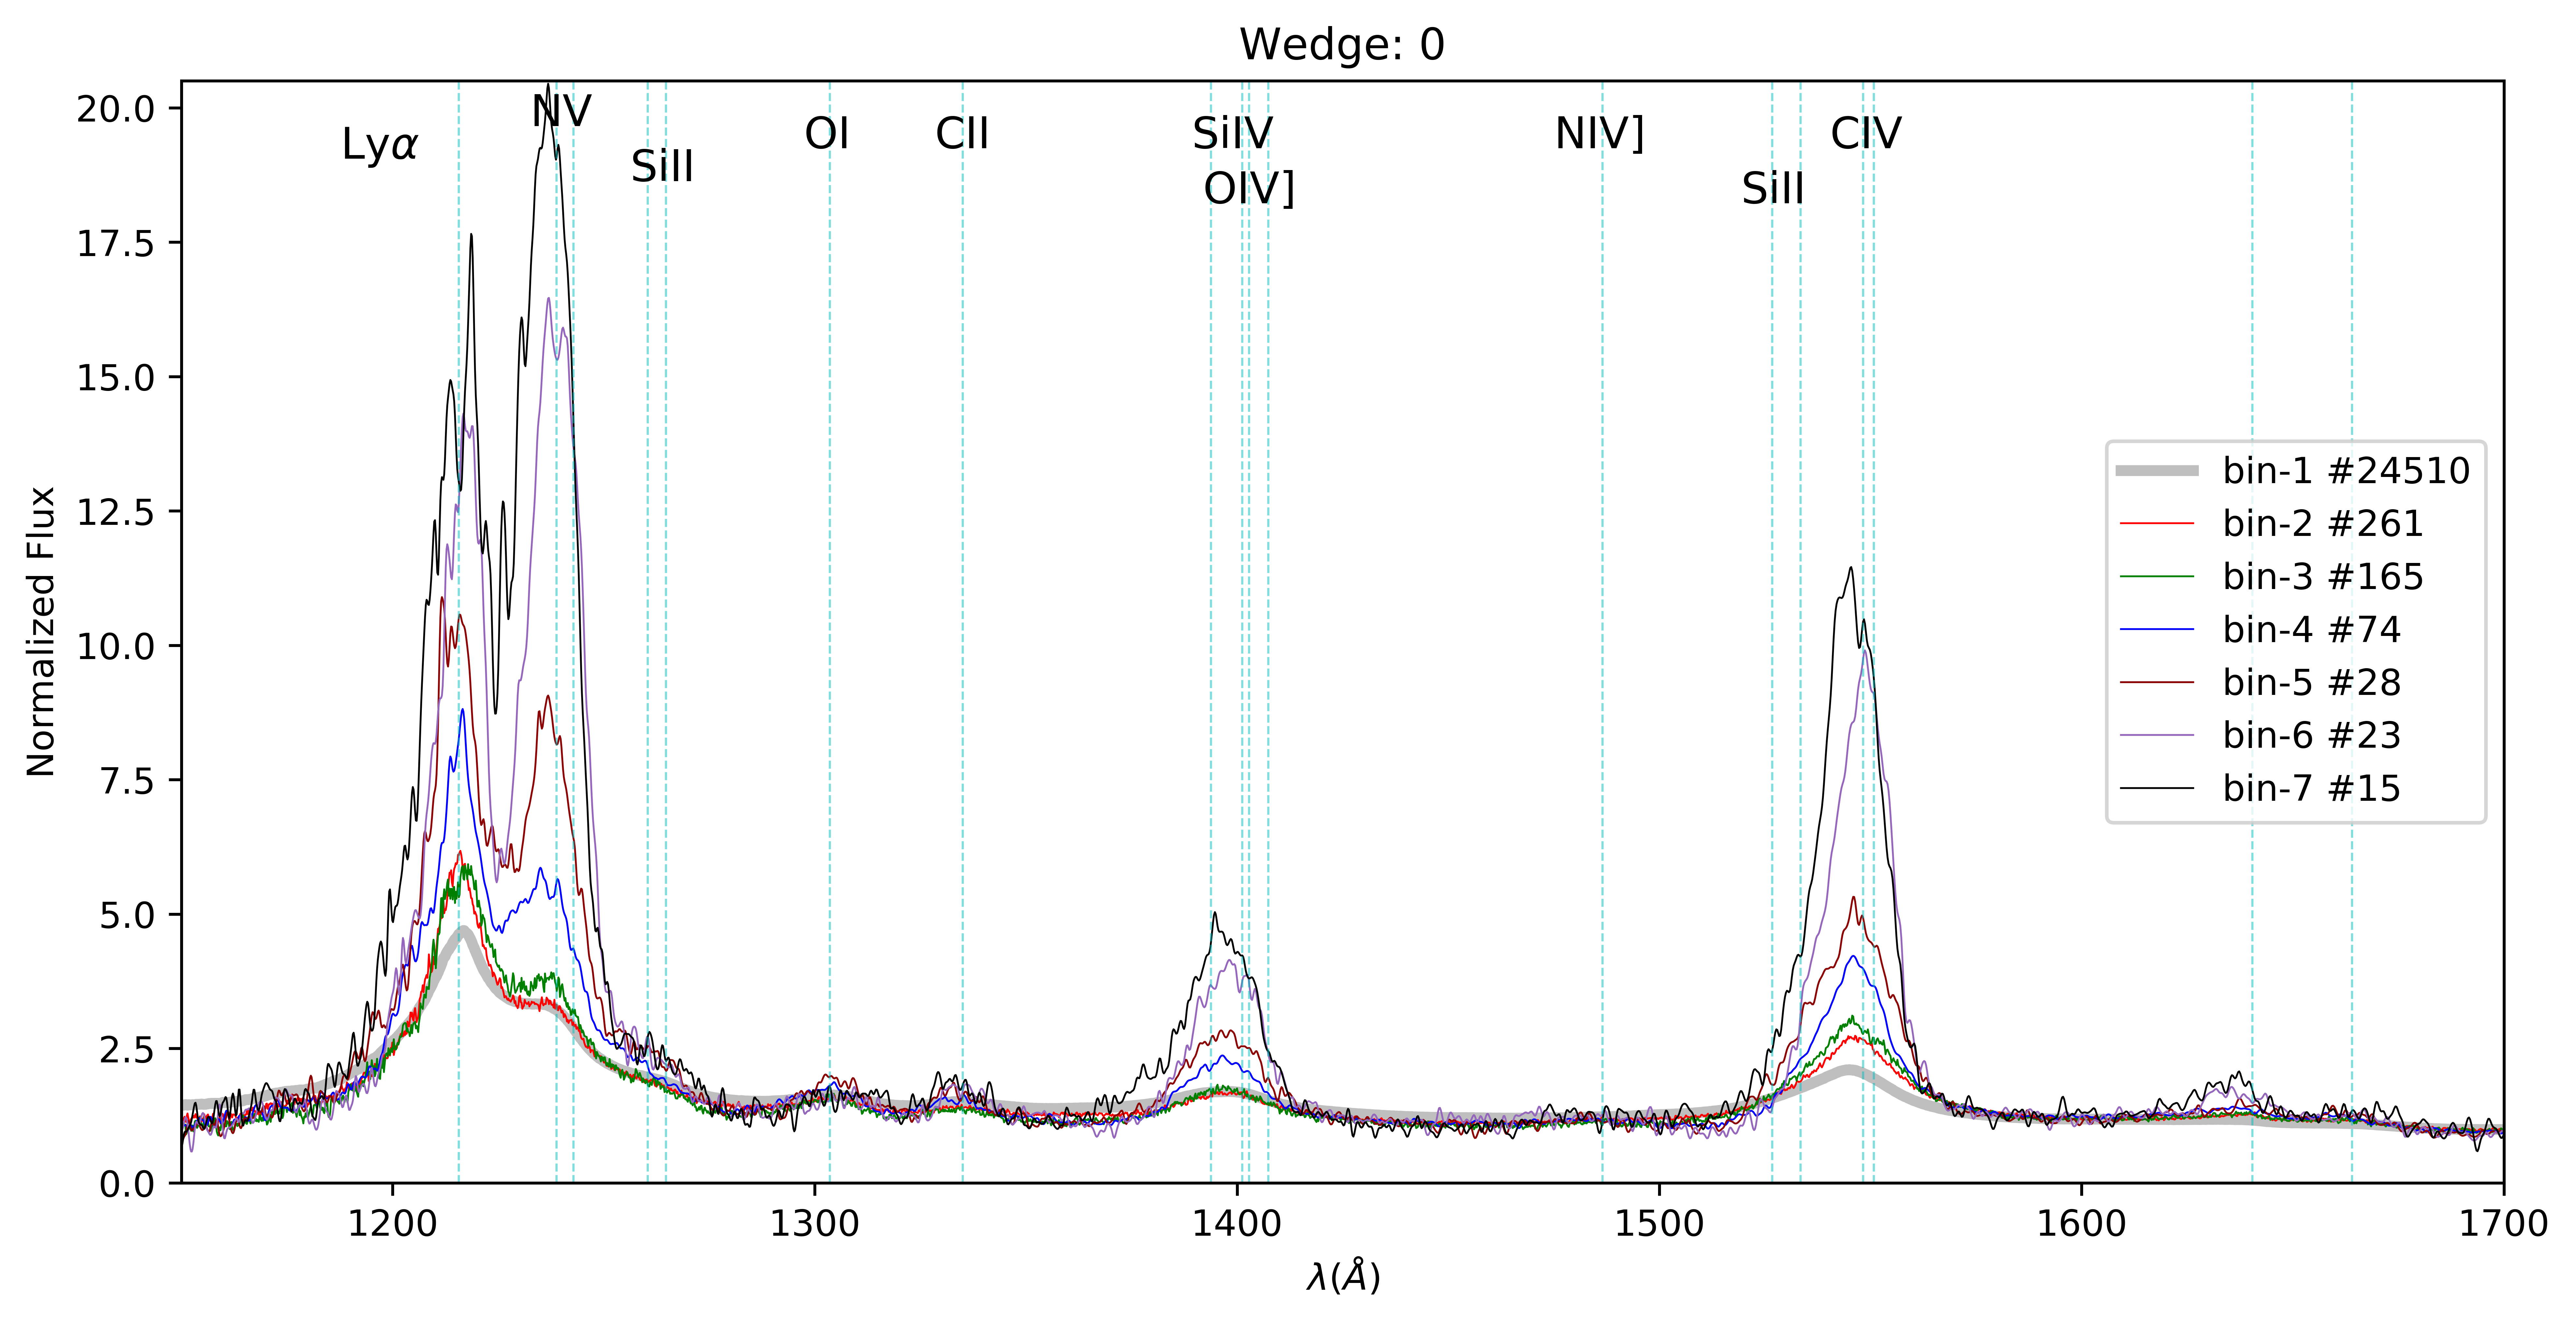 Wedge: 0
Normalized Flux
20.0
17.5
15.0
12.5
10.0
7.5
5.0
2.5
0.0
Lyα
NV
SiII
OI
CII
SiIV
OIV]
NIV]
SiII
CIV
bin-1 #24510
bin-2 #261
bin-3 #165
bin-4 #74
bin-5 #28
bin-6 #23
bin-7 #15
1200
1300
1400
1500
1600
1700
λ(Å)